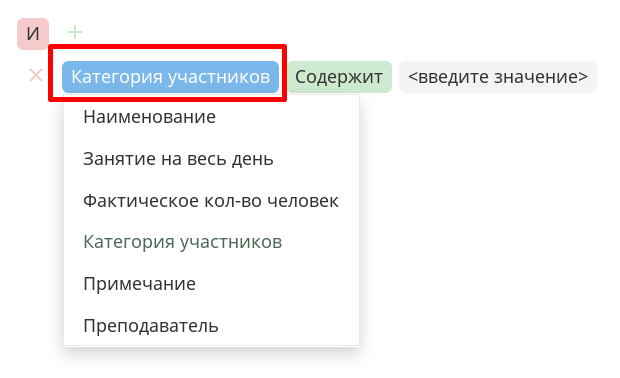 И +
× Категория участников Содержит <введите значение>
Наименование
Занятие на весь день
Фактическое кол-во человек
Категория участников
Примечание
Преподаватель